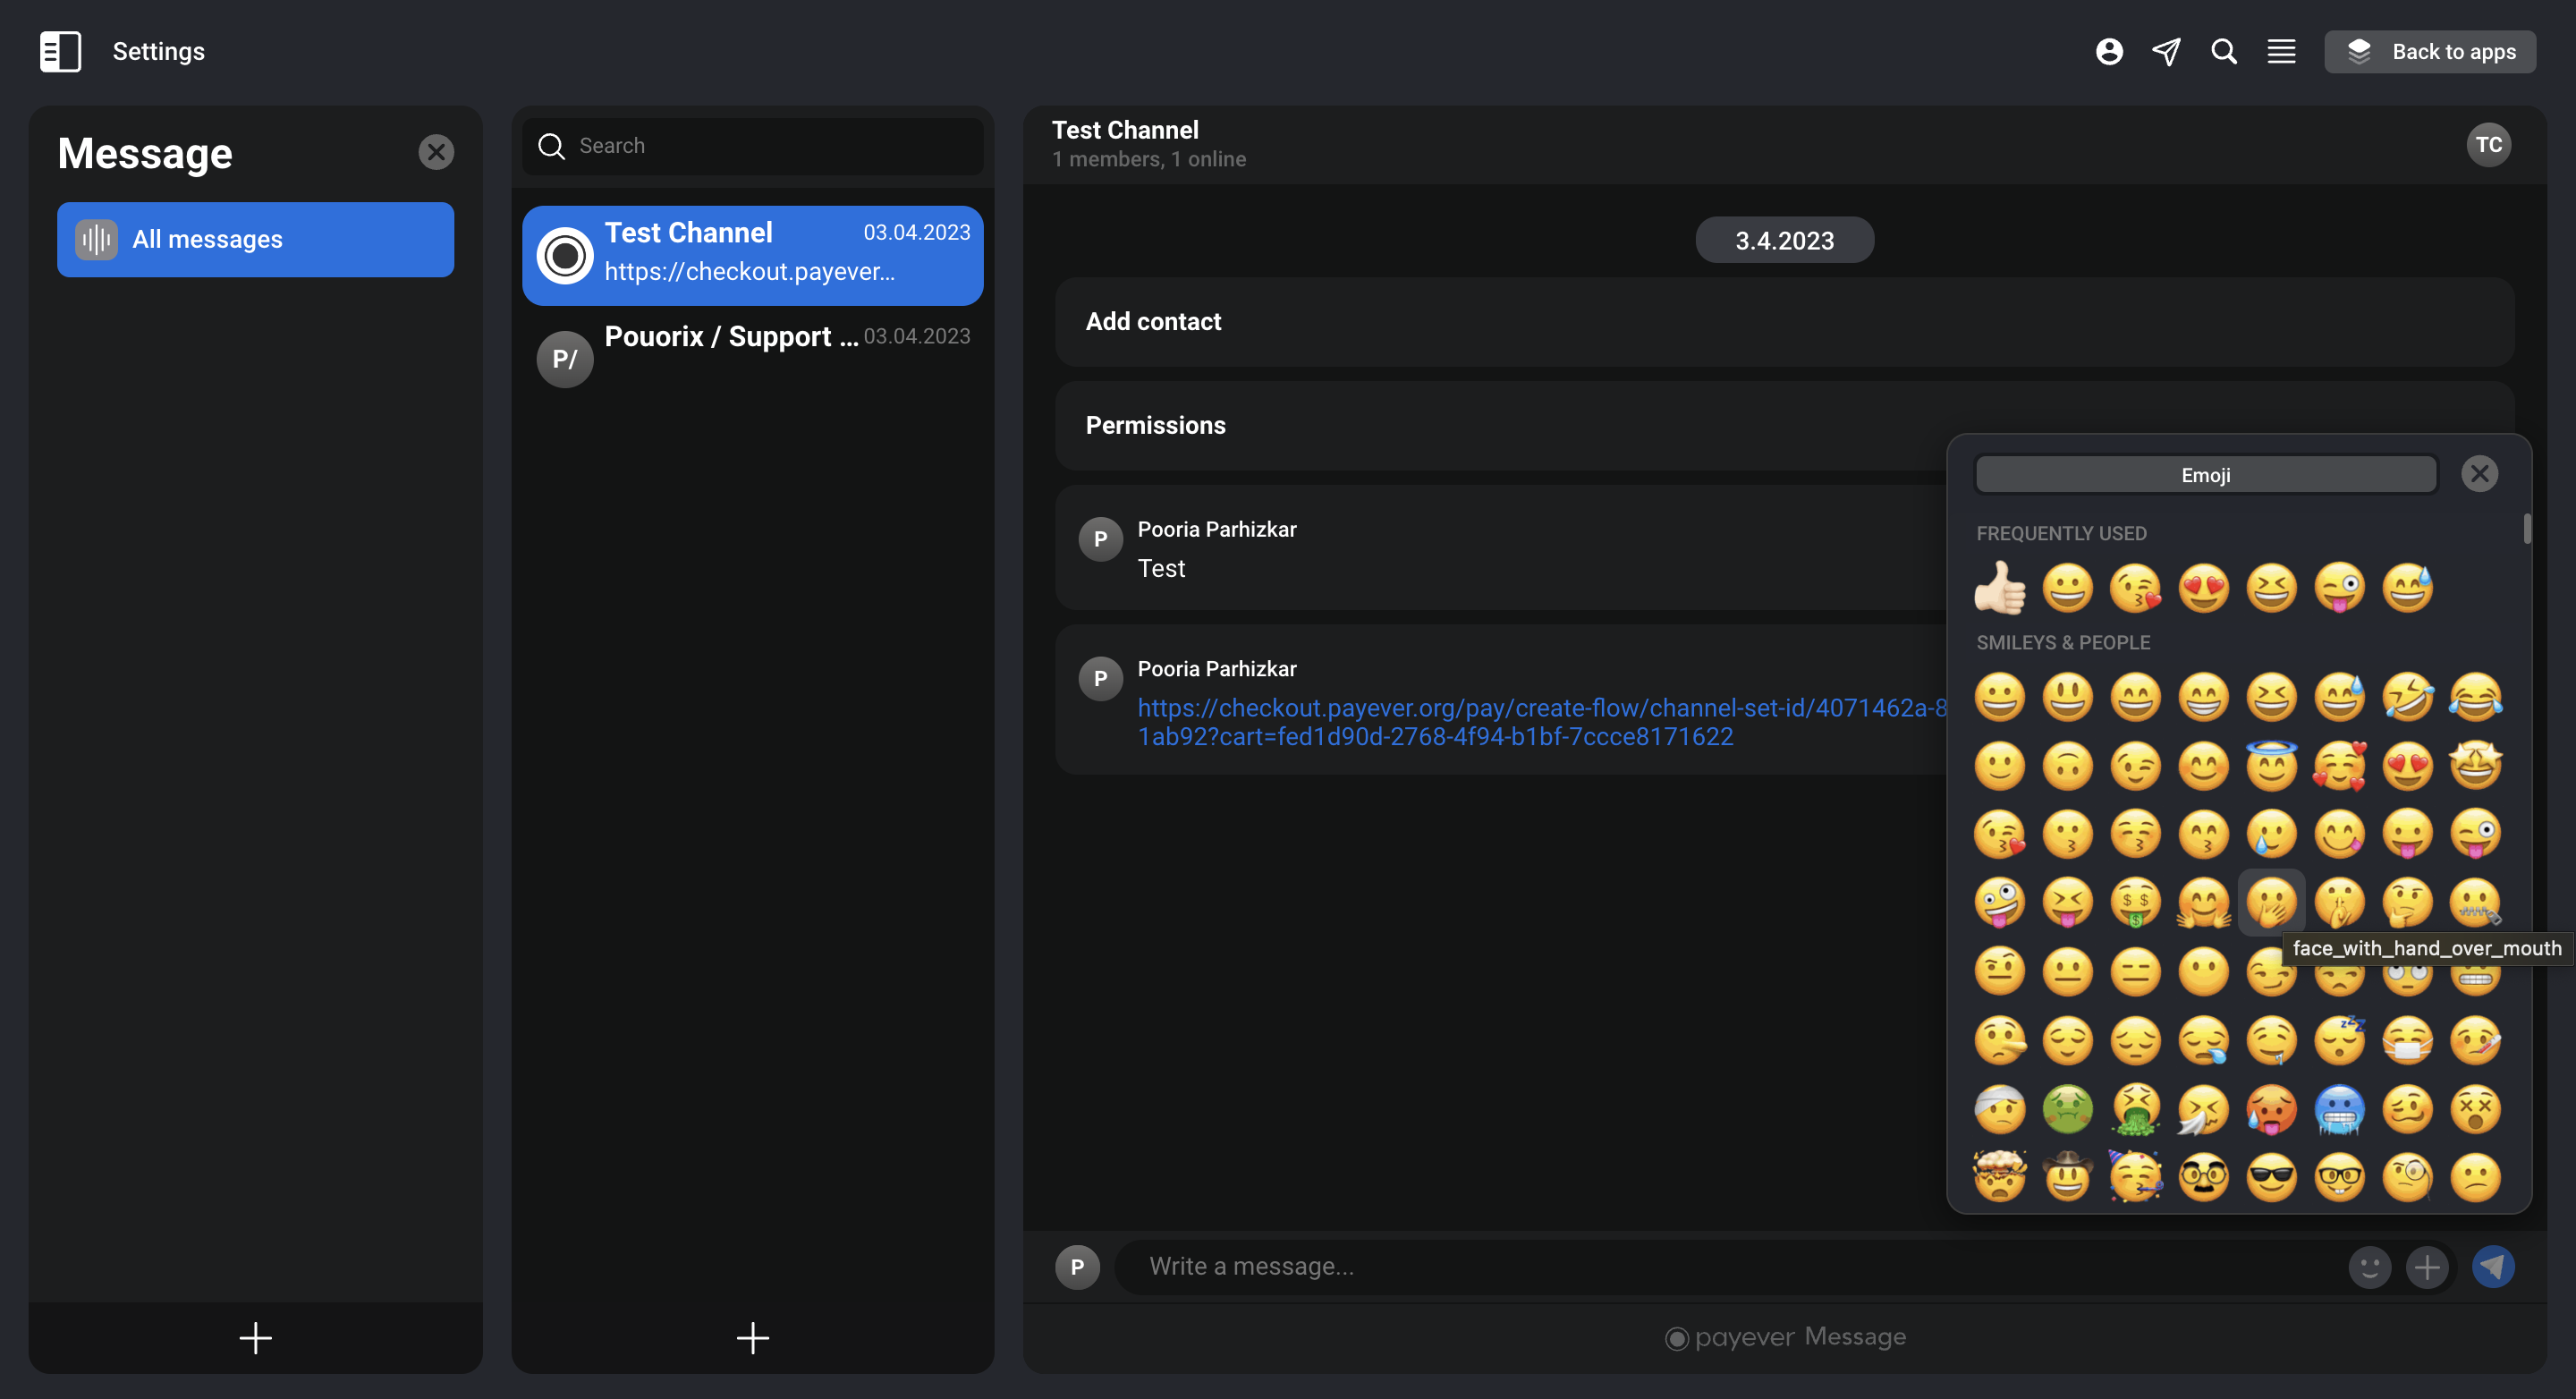 Settings
Back to apps
Message
All messages
Search
Test Channel
03.04.2023
https://checkout.payever...
P/
Pouorix / Support ...
03.04.2023
Test Channel
1 members, 1 online
TC
3.4.2023
Add contact
Permissions
P
Pooria Parhizkar
Test
P
Pooria Parhizkar
https://checkout.payever.org/pay/create-flow/channel-set-id/4071462a-8
1ab92?cart=fed1d90d-2768-4f94-b1bf-7ccce8171622
Emoji
FREQUENTLY USED
SMILEYS & PEOPLE
face_with_hand_over_mouth
P
Write a message...
payever Message